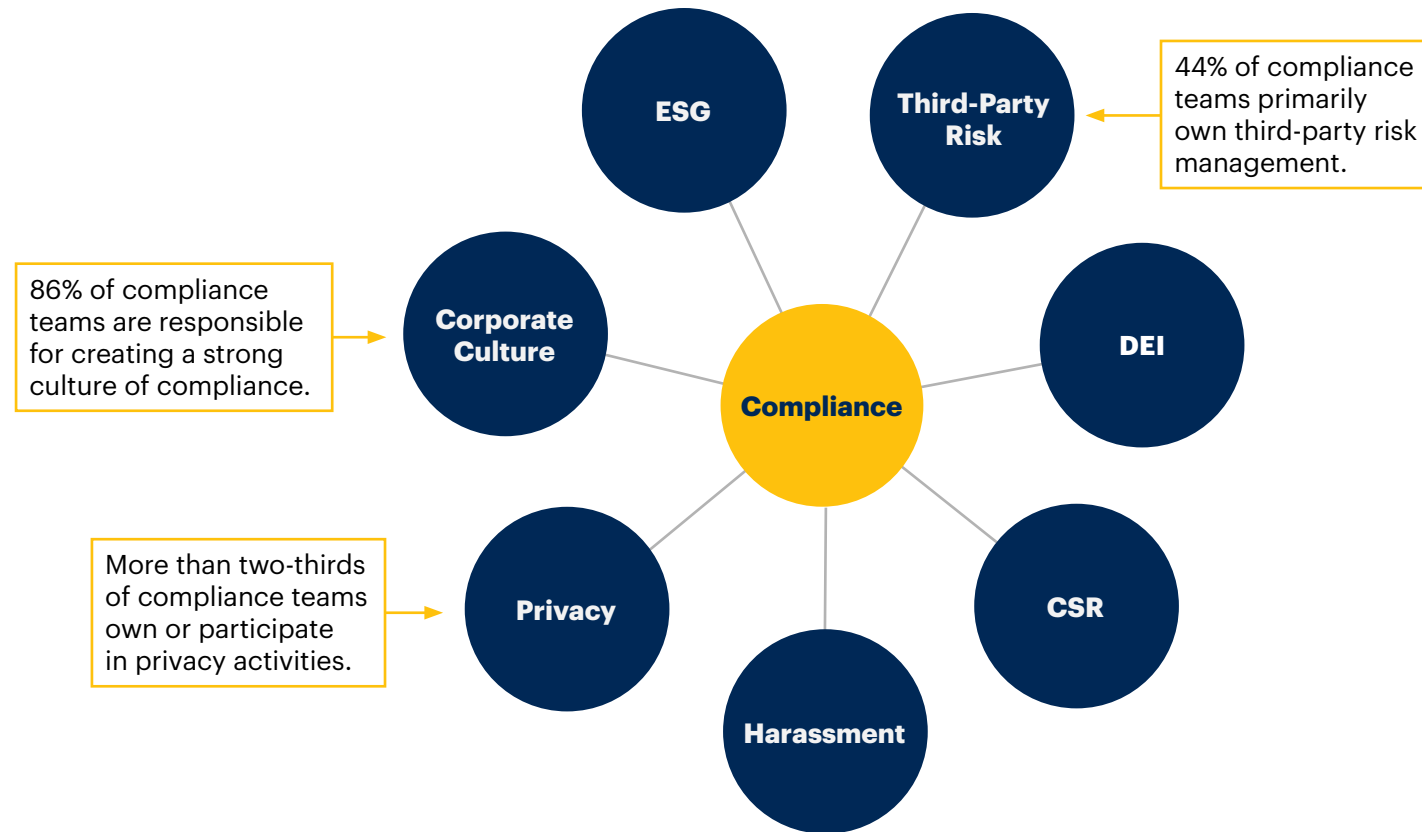 ESG
Third-Party
Risk
44% of compliance
teams primarily
own third-party risk
management.
86% of compliance
teams are responsible
for creating a strong
culture of compliance.
Corporate
Culture
DEI
Compliance
More than two-thirds
of compliance teams
own or participate
in privacy activities.
Privacy
CSR
Harassment